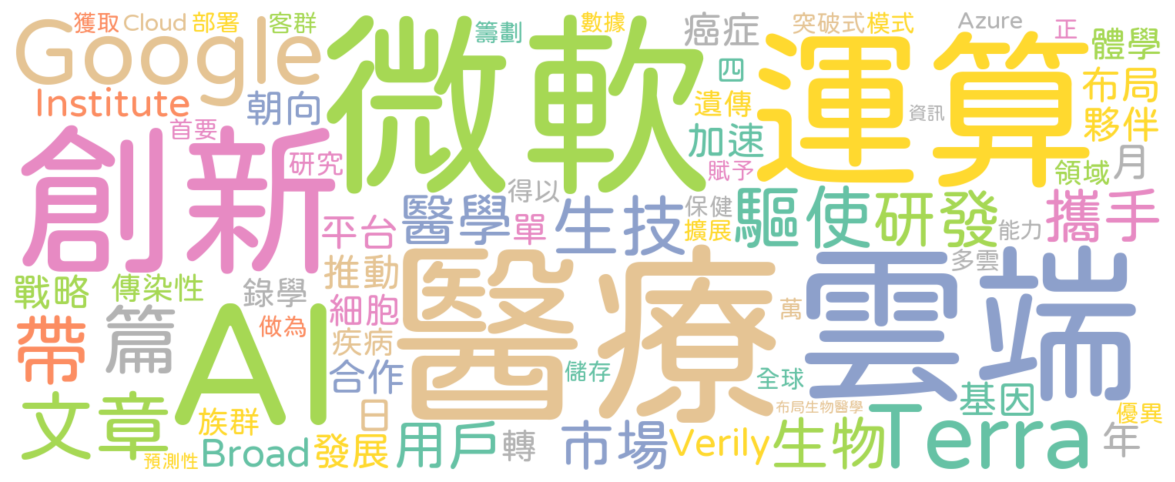 獲取 Cloud 部署 客群
籌劃
數據
癌症
突破式模式
Azure
正
Google
微軟
運算
四
體學
Institute
朝向
遺傳
資訊
布局
夥伴
首要
加速
創新
研究
賦予
領域
月
得以
醫學
單
生技
保健
擴展
驅使
研發
能力
攜手
平台
推動
醫療
多雲
雲端
戰略
傳染性
錄學
細胞
萬
帶
篇
AI
做為
疾病
合作
儲存
全球
基因
文章
族群
日
布局生物醫學
優異
預測性
Broad
發展
用戶
轉
市場
Verily
生物
Terra
年